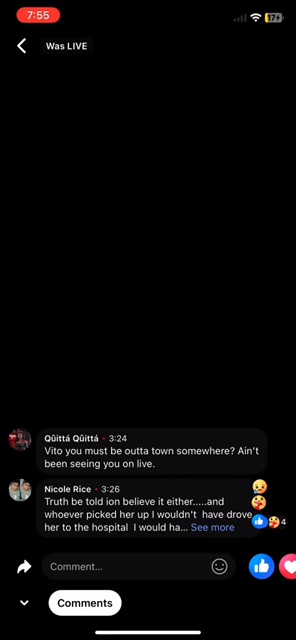 7:55
17
Was LIVE
Qûittá Qûittá • 3:24
Vito you must be outta town somewhere? Ain't
been seeing you on live.
Nicole Rice • 3:26
Truth be told ion believe it either.....and
whoever picked her up I wouldn't have drove
her to the hospital I would ha... See more
4
Comment...
Comments